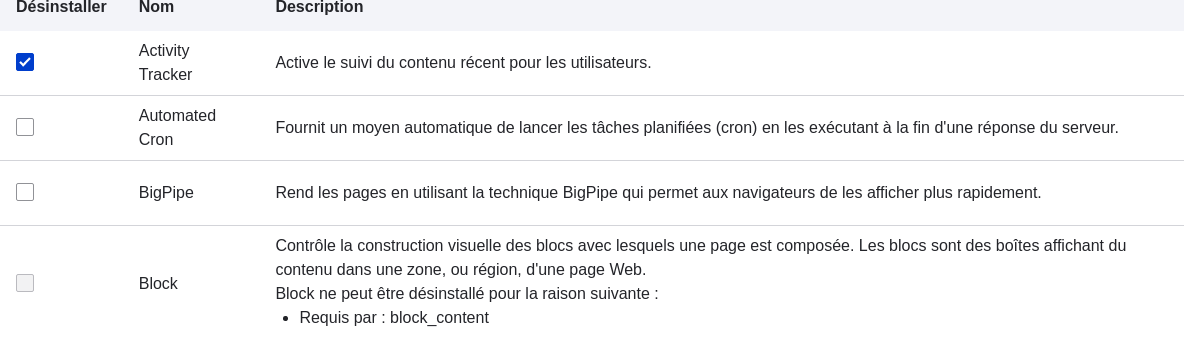 Désinstaller Nom Description
Activity
Tracker
Active le suivi du contenu récent pour les utilisateurs.
Automated
Cron
Fournit un moyen automatique de lancer les tâches planifiées (cron) en les exécutant à la fin d'une réponse du serveur.
BigPipe
Rend les pages en utilisant la technique BigPipe qui permet aux navigateurs de les afficher plus rapidement.
Block
Contrôle la construction visuelle des blocs avec lesquels une page est composée. Les blocs sont des boîtes affichant du
contenu dans une zone, ou région, d'une page Web.
Block ne peut être désinstallé pour la raison suivante :
• Requis par : block_content